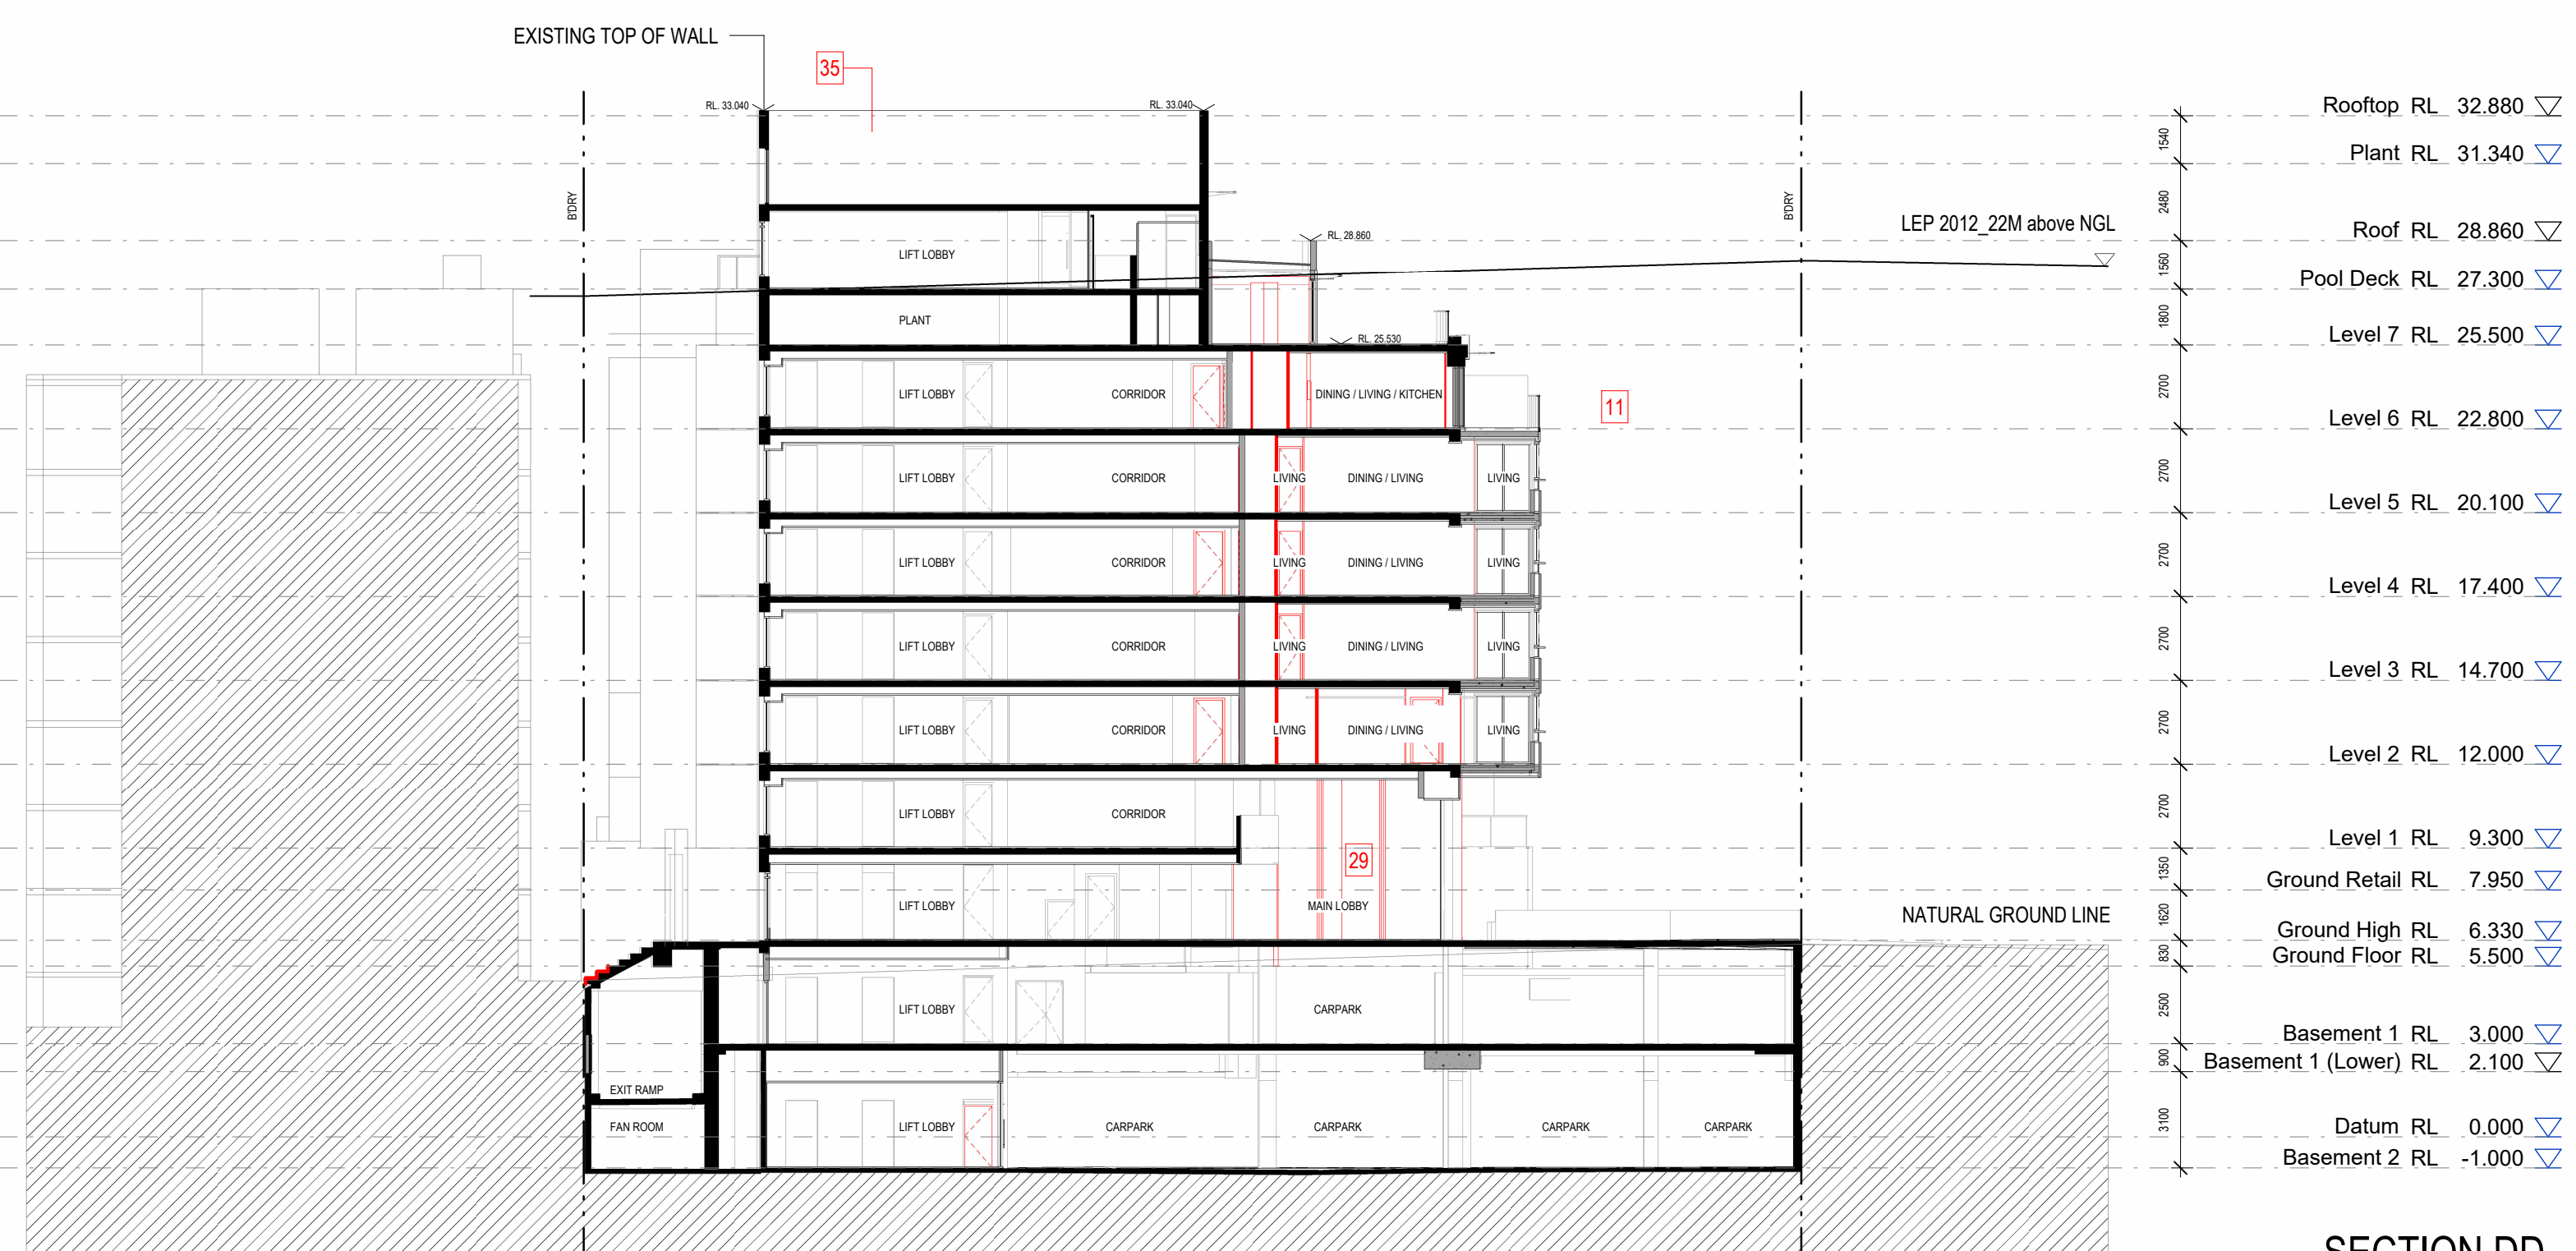 EXISTING TOP OF WALL
35
RL. 33.040
RL. 33.040
Rooftop RL 32.880
1540
Plant RL 31.340
B'DRY
B'DRY
2480
LEP 2012_22M above NGL
RL. 28.860
Roof RL 28.860
LIFT LOBBY
1560
Pool Deck RL 27.300
PLANT
1800
RL. 25.530
Level 7 RL 25.500
LIFT LOBBY CORRIDOR DINING / LIVING / KITCHEN
11
2700
Level 6 RL 22.800
LIFT LOBBY CORRIDOR LIVING DINING / LIVING LIVING
2700
Level 5 RL 20.100
LIFT LOBBY CORRIDOR LIVING DINING / LIVING LIVING
2700
Level 4 RL 17.400
LIFT LOBBY CORRIDOR LIVING DINING / LIVING LIVING
2700
Level 3 RL 14.700
LIFT LOBBY CORRIDOR LIVING DINING / LIVING LIVING
2700
Level 2 RL 12.000
LIFT LOBBY CORRIDOR
2700
Level 1 RL 9.300
29
1350
Ground Retail RL 7.950
LIFT LOBBY MAIN LOBBY
1620
NATURAL GROUND LINE
Ground High RL 6.330
830
Ground Floor RL 5.500
LIFT LOBBY CARPARK
2500
Basement 1 RL 3.000
900
Basement 1 (Lower) RL 2.100
EXIT RAMP
3100
FAN ROOM LIFT LOBBY CARPARK CARPARK CARPARK CARPARK
Datum RL 0.000
Basement 2 RL -1.000
SECTION DD